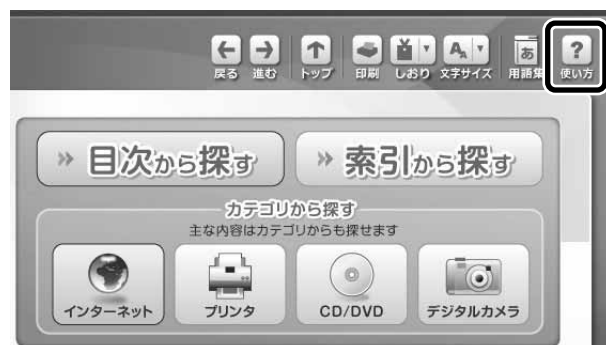 戻る 進む トップ 印刷 しおり 文字サイズ 用語集 使い方
あ
?
目次から探す
索引から探す
カテゴリから探す
主な内容はカテゴリからも探せます
インターネット プリンタ CD/DVD デジタルカメラ